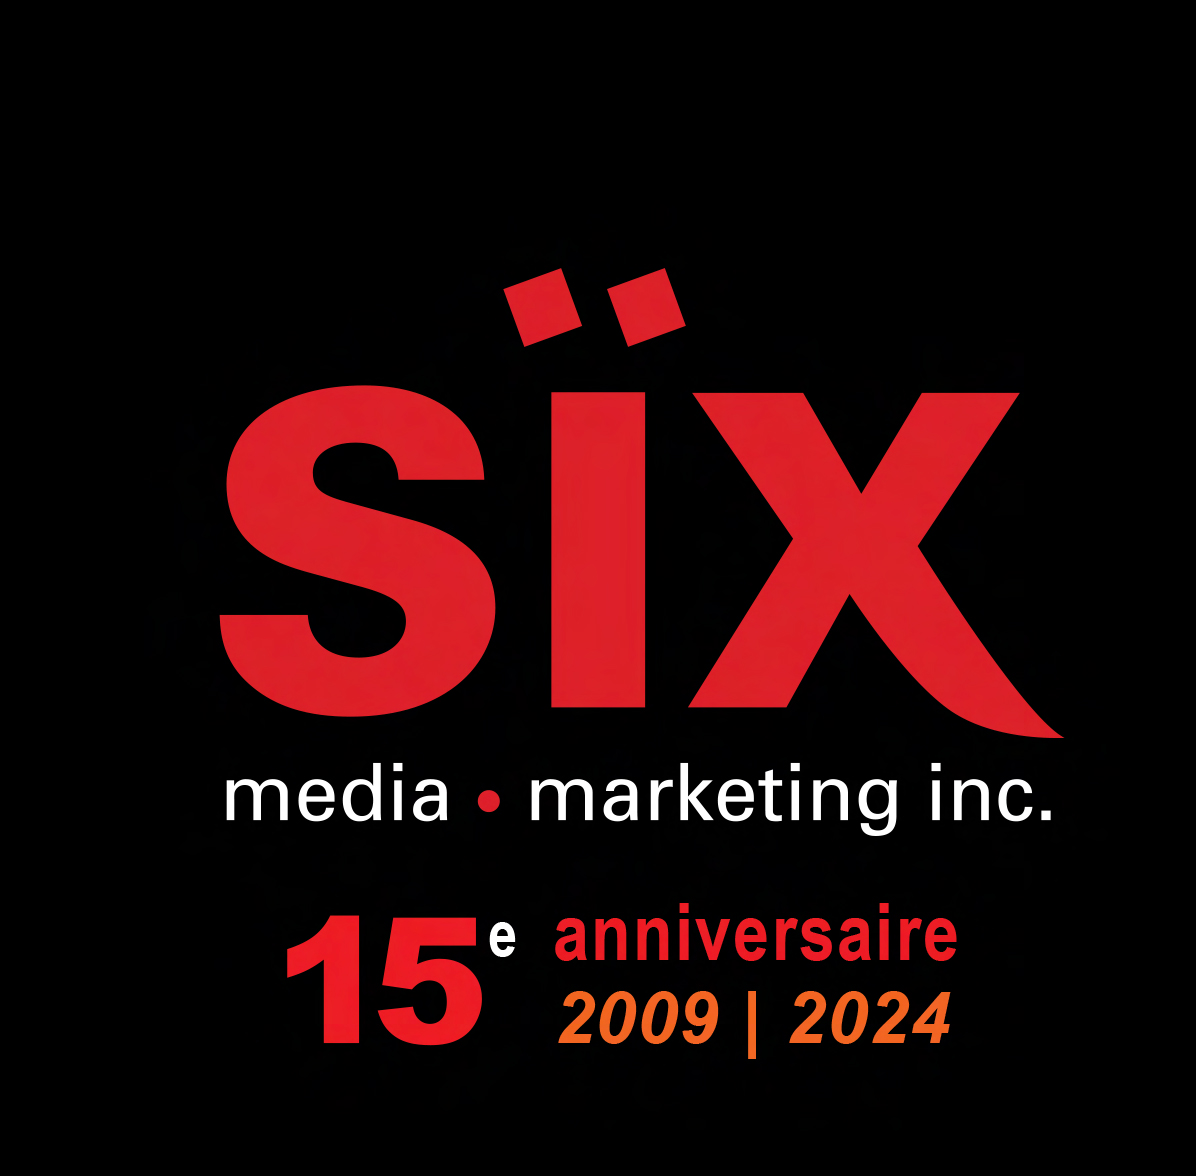 sïx
media • marketing inc.
15e anniversaire
2009 | 2024